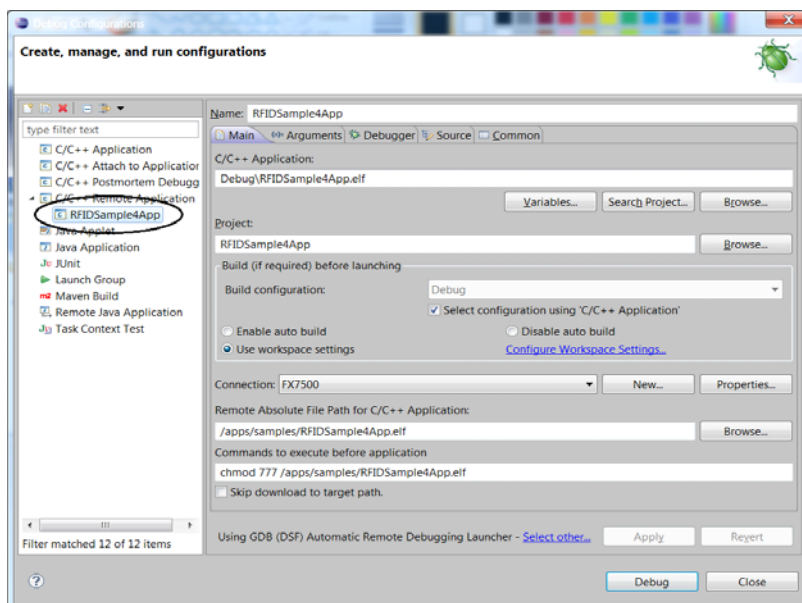 Debug Configurations
Create, manage, and run configurations
type filter text
C/C++ Application
C/C++ Attach to Application
C/C++ Postmortem Debugg
C/C++ Remote Application
RFIDSample4App
Java Applet
Java Application
Ju JUnit
Launch Group
m2 Maven Build
Remote Java Application
Ju Task Context Test
Filter matched 12 of 12 items
Name: RFIDSample4App
Main Arguments Debugger Source Common
C/C++ Application:
Debug\RFIDSample4App.elf
Variables... Search Project... Browse...
Project:
RFIDSample4App
Browse...
Build (if required) before launching
Build configuration: Debug
Select configuration using 'C/C++ Application'
Enable auto build Disable auto build
Use workspace settings Configure Workspace Settings...
Connection: FX7500 New... Properties...
Remote Absolute File Path for C/C++ Application:
/apps/samples/RFIDSample4App.elf Browse...
Commands to execute before application
chmod 777 /apps/samples/RFIDSample4App.elf
Skip download to target path.
Using GDB (DSF) Automatic Remote Debugging Launcher - Select other... Apply Revert
Debug Close